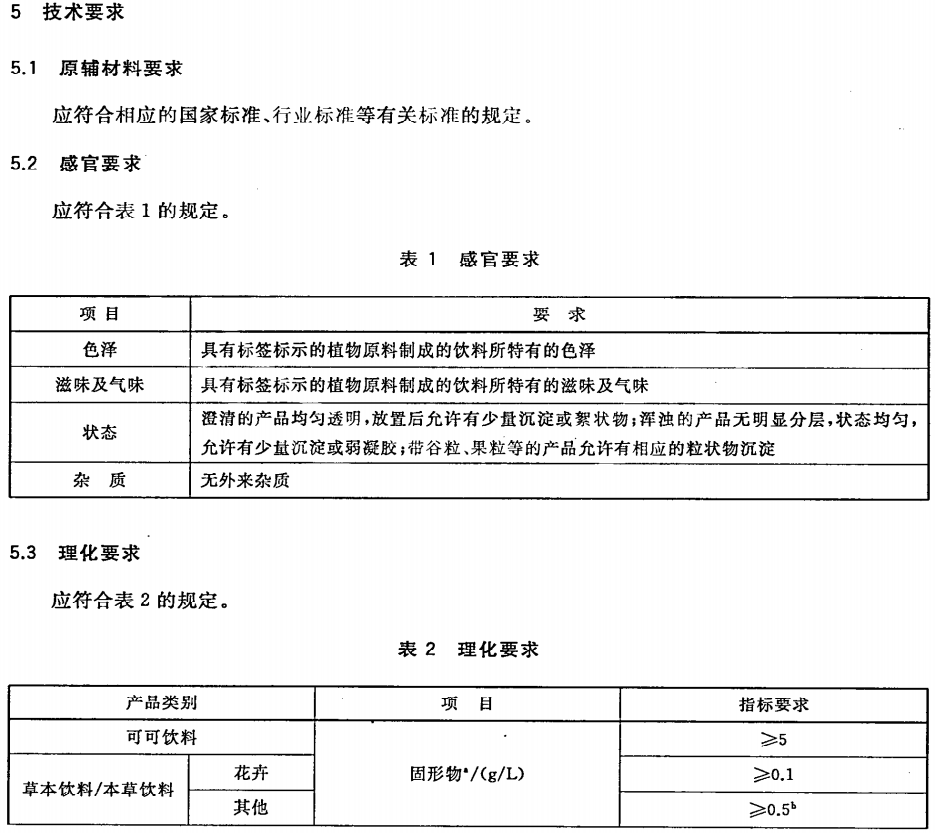 5 技术要求
5.1 原辅材料要求
应符合相应的国家标准、行业标准等有关标准的规定。
5.2 感官要求
应符合表 1 的规定。
表 1 感官要求
项 目 要 求
色泽 具有标签标示的植物原料制成的饮料所特有的色泽
滋味及气味 具有标签标示的植物原料制成的饮料所特有的滋味及气味
状态 澄清的产品均匀透明,放置后允许有少量沉淀或絮状物;浑浊的产品无明显分层,状态均匀,
允许有少量沉淀或弱凝胶;带谷粒、果粒等的产品允许有相应的粒状物沉淀
杂 质 无外来杂质
5.3 理化要求
应符合表 2 的规定。
表 2 理化要求
产品类别 项 目 指标要求
可可饮料 固形物ᵃ/(g/L) ≥5
草本饮料/本草饮料 花卉 ≥0.1
其他 ≥0.5ᵇ